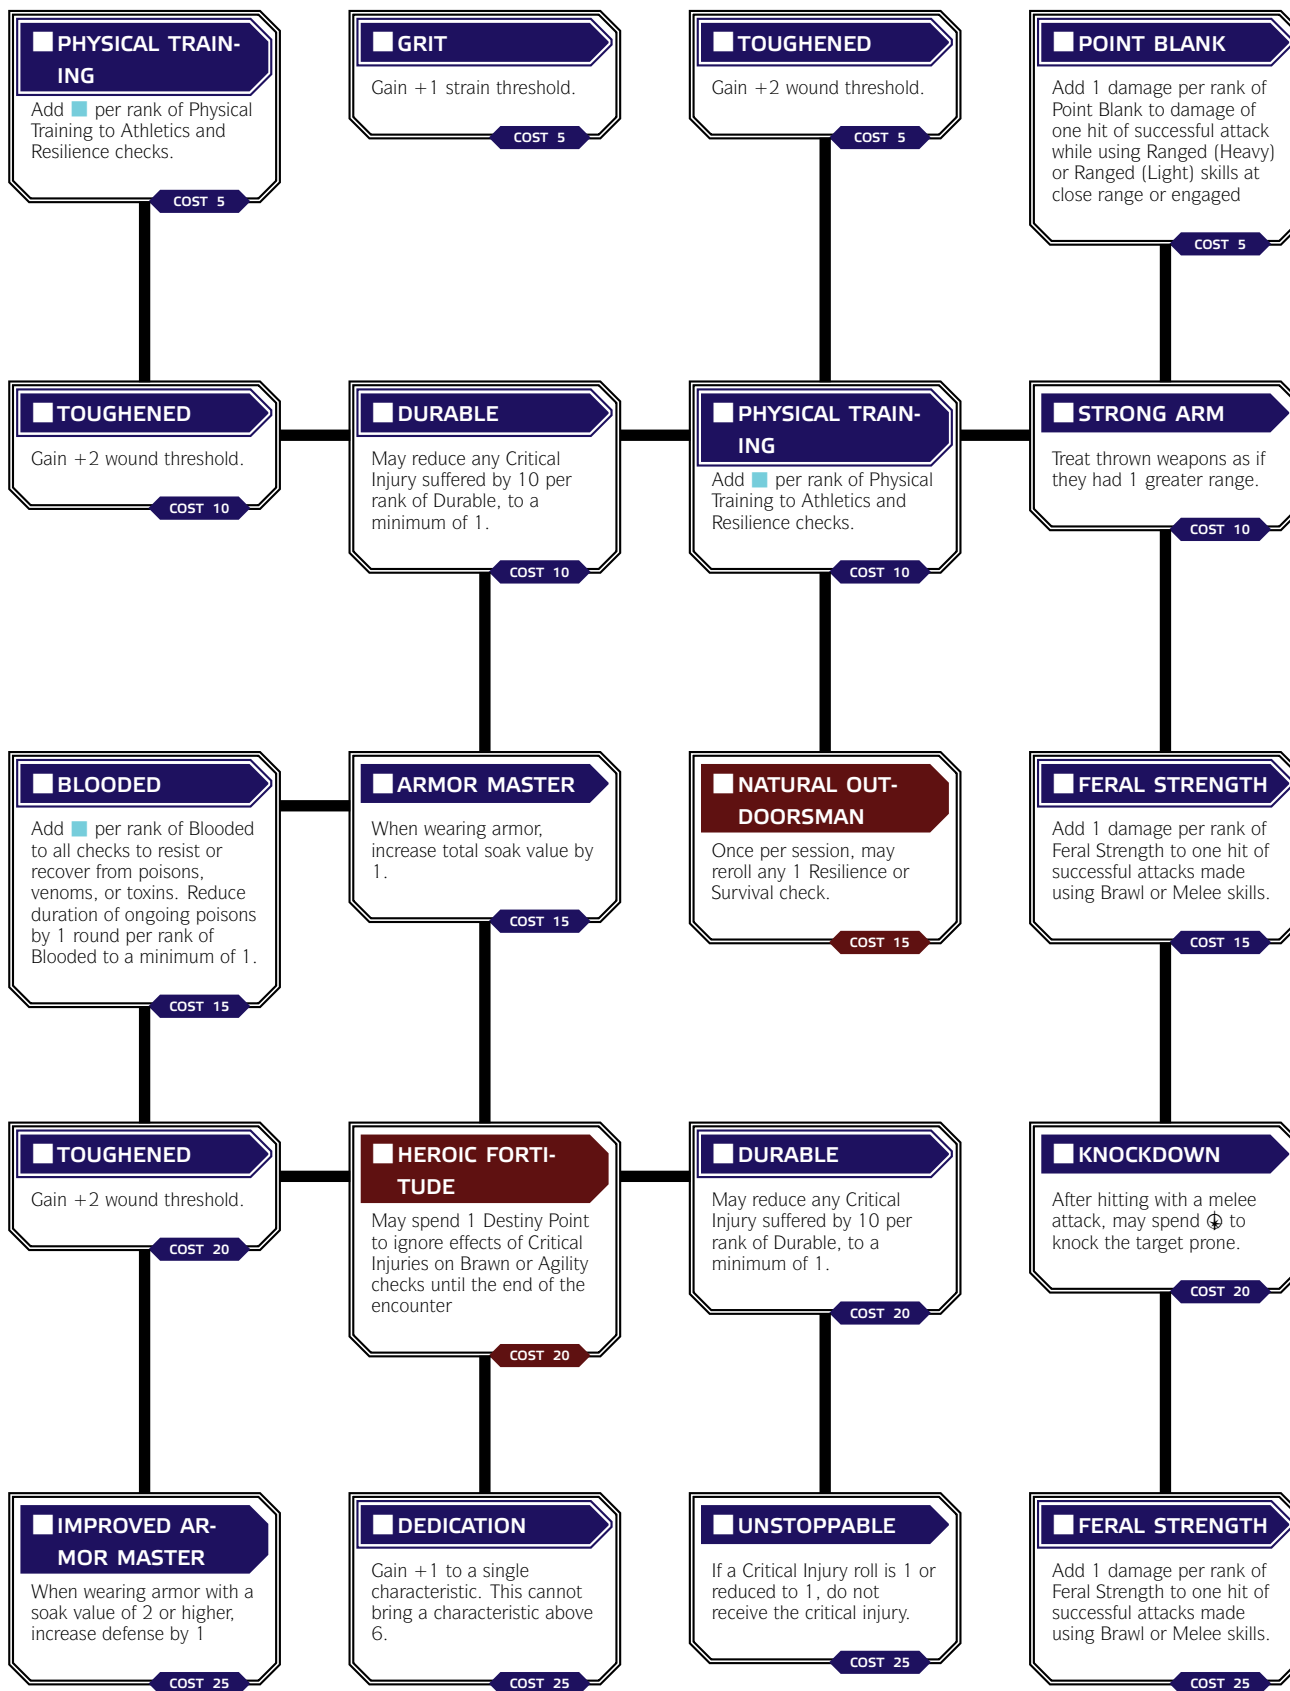 PHYSICAL TRAIN-
ING
Add per rank of Physical
Training to Athletics and
Resilience checks.
COST 5
GRIT
Gain +1 strain threshold.
COST 5
TOUGHENED
Gain +2 wound threshold.
COST 5
POINT BLANK
Add 1 damage per rank of
Point Blank to damage of
one hit of successful attack
while using Ranged (Heavy)
or Ranged (Light) skills at
close range or engaged
COST 5
TOUGHENED
Gain +2 wound threshold.
COST 10
DURABLE
May reduce any Critical
Injury suffered by 10 per
rank of Durable, to a
minimum of 1.
COST 10
PHYSICAL TRAIN-
ING
Add per rank of Physical
Training to Athletics and
Resilience checks.
COST 10
STRONG ARM
Treat thrown weapons as if
they had 1 greater range.
COST 10
BLOODED
Add per rank of Blooded
to all checks to resist or
recover from poisons,
venoms, or toxins. Reduce
duration of ongoing poisons
by 1 round per rank of
Blooded to a minimum of 1.
COST 15
ARMOR MASTER
When wearing armor,
increase total soak value by
1.
COST 15
NATURAL OUT-
DOORSMAN
Once per session, may
reroll any 1 Resilience or
Survival check.
COST 15
FERAL STRENGTH
Add 1 damage per rank of
Feral Strength to one hit of
successful attacks made
using Brawl or Melee skills.
COST 15
TOUGHENED
Gain +2 wound threshold.
COST 20
HEROIC FORTI-
TUDE
May spend 1 Destiny Point
to ignore effects of Critical
Injuries on Brawn or Agility
checks until the end of the
encounter
COST 20
DURABLE
May reduce any Critical
Injury suffered by 10 per
rank of Durable, to a
minimum of 1.
COST 20
KNOCKDOWN
After hitting with a melee
attack, may spend to
knock the target prone.
COST 20
IMPROVED AR-
MOR MASTER
When wearing armor with a
soak value of 2 or higher,
increase defense by 1
COST 25
DEDICATION
Gain +1 to a single
characteristic. This cannot
bring a characteristic above
6.
COST 25
UNSTOPPABLE
If a Critical Injury roll is 1 or
reduced to 1, do not
receive the critical injury.
COST 25
FERAL STRENGTH
Add 1 damage per rank of
Feral Strength to one hit of
successful attacks made
using Brawl or Melee skills.
COST 25